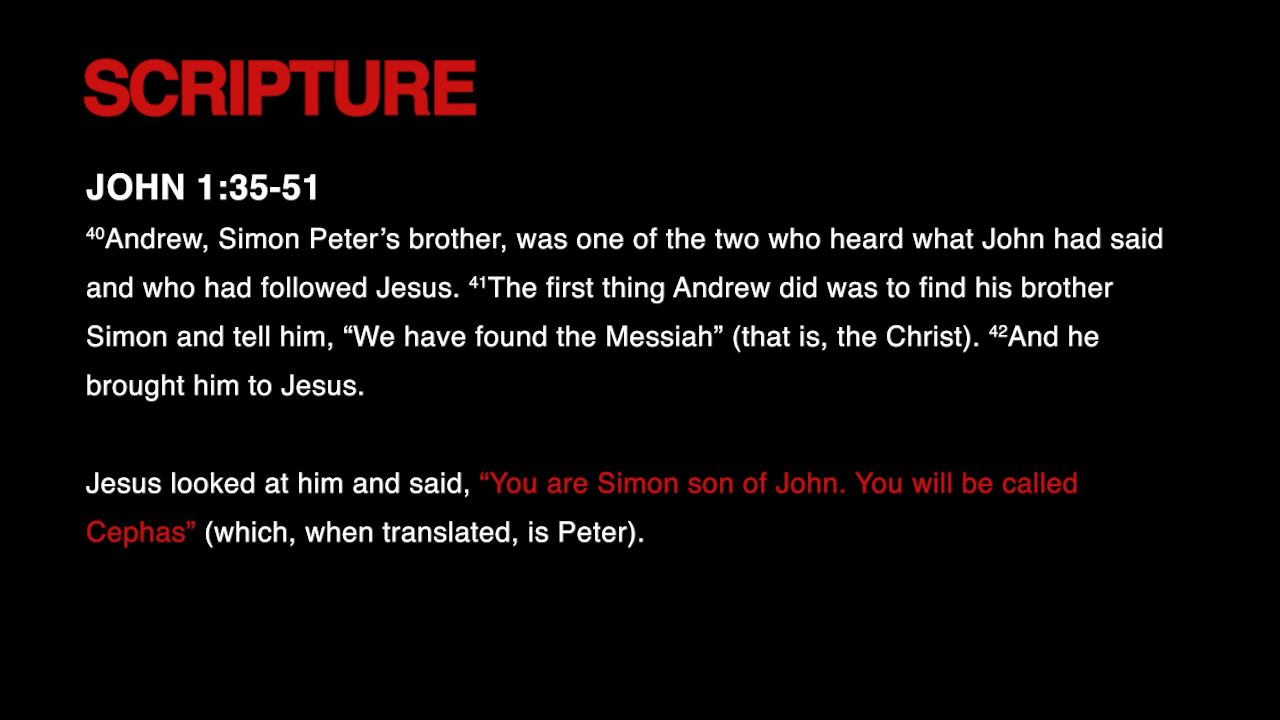 SCRIPTURE
JOHN 1:35-51
⁴⁰Andrew, Simon Peter’s brother, was one of the two who heard what John had said
and who had followed Jesus. ⁴¹The first thing Andrew did was to find his brother
Simon and tell him, “We have found the Messiah” (that is, the Christ). ⁴²And he
brought him to Jesus.
Jesus looked at him and said, “You are Simon son of John. You will be called
Cephas” (which, when translated, is Peter).